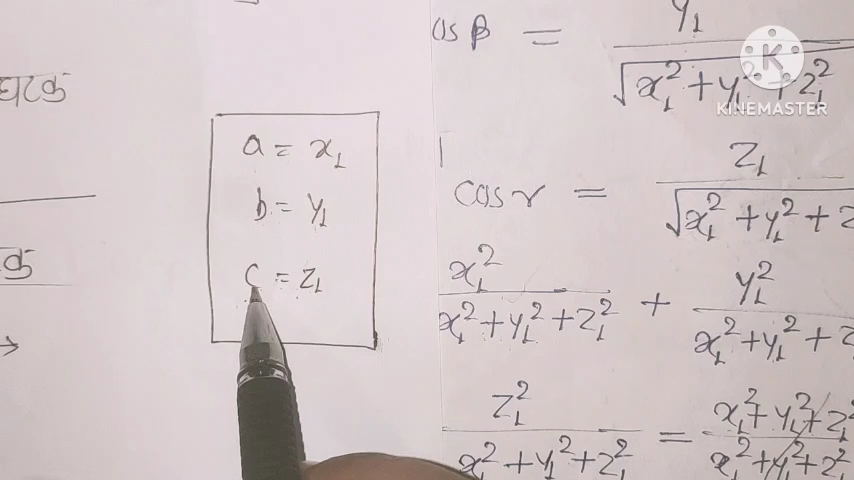 a = x₁
b = y₁
c = z₁
cos β = y₁ / √x₁² + y₁² + z₁²
cos r = z₁ / √x₁² + y₁² + z
x₁² / x₁² + y₁² + z₁² + y₁² / x₁² + y₁² + z
z₁² / x₁² + y₁² + z₁² = x₁² + y₁² + z₁² / x₁² + y₁² + z₁²
KINEMASTER